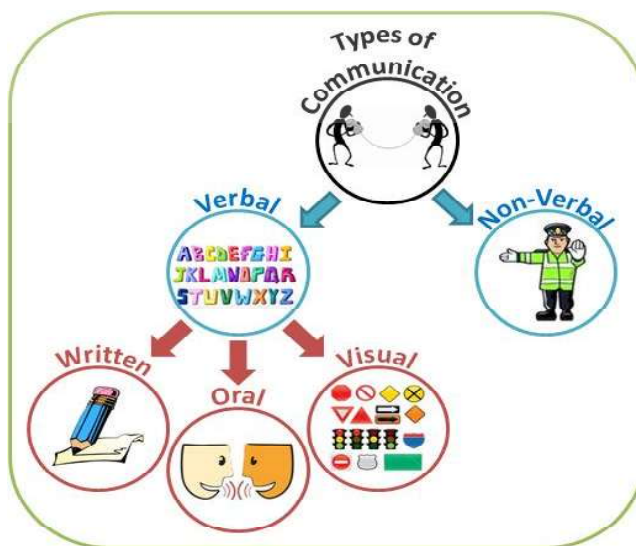 Types of
Communication
Verbal
Non-Verbal
ABCDEFGHI
JKLMNOPQR
STUVWXYZ
Written
Oral
Visual